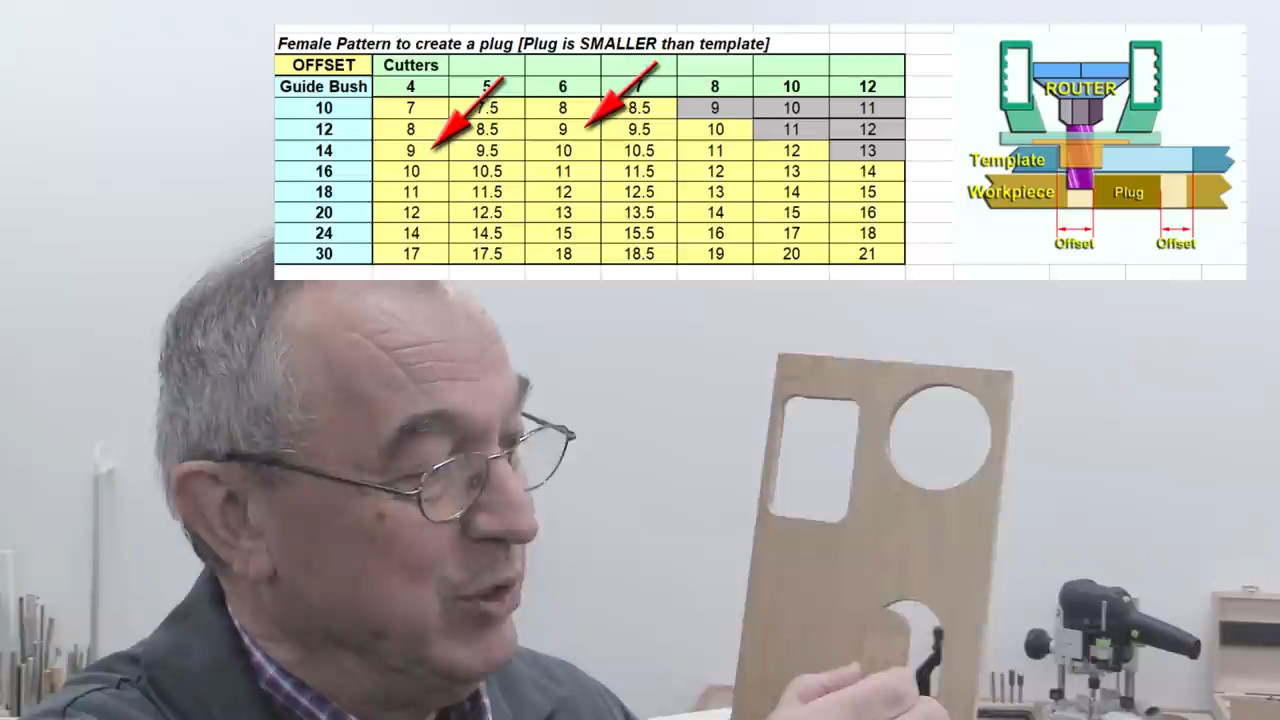 Female Pattern to create a plug [Plug is SMALLER than template]
OFFSET Cutters
Guide Bush 4 5 6 7 8 10 12
10 7 7.5 8 8.5 9 10 11
12 8 8.5 9 9.5 10 11 12
14 9 9.5 10 10.5 11 12 13
16 10 10.5 11 11.5 12 13 14
18 11 11.5 12 12.5 13 14 15
20 12 12.5 13 13.5 14 15 16
24 14 14.5 15 15.5 16 17 18
30 17 17.5 18 18.5 19 20 21
ROUTER
Template
Workpiece Plug
Offset Offset